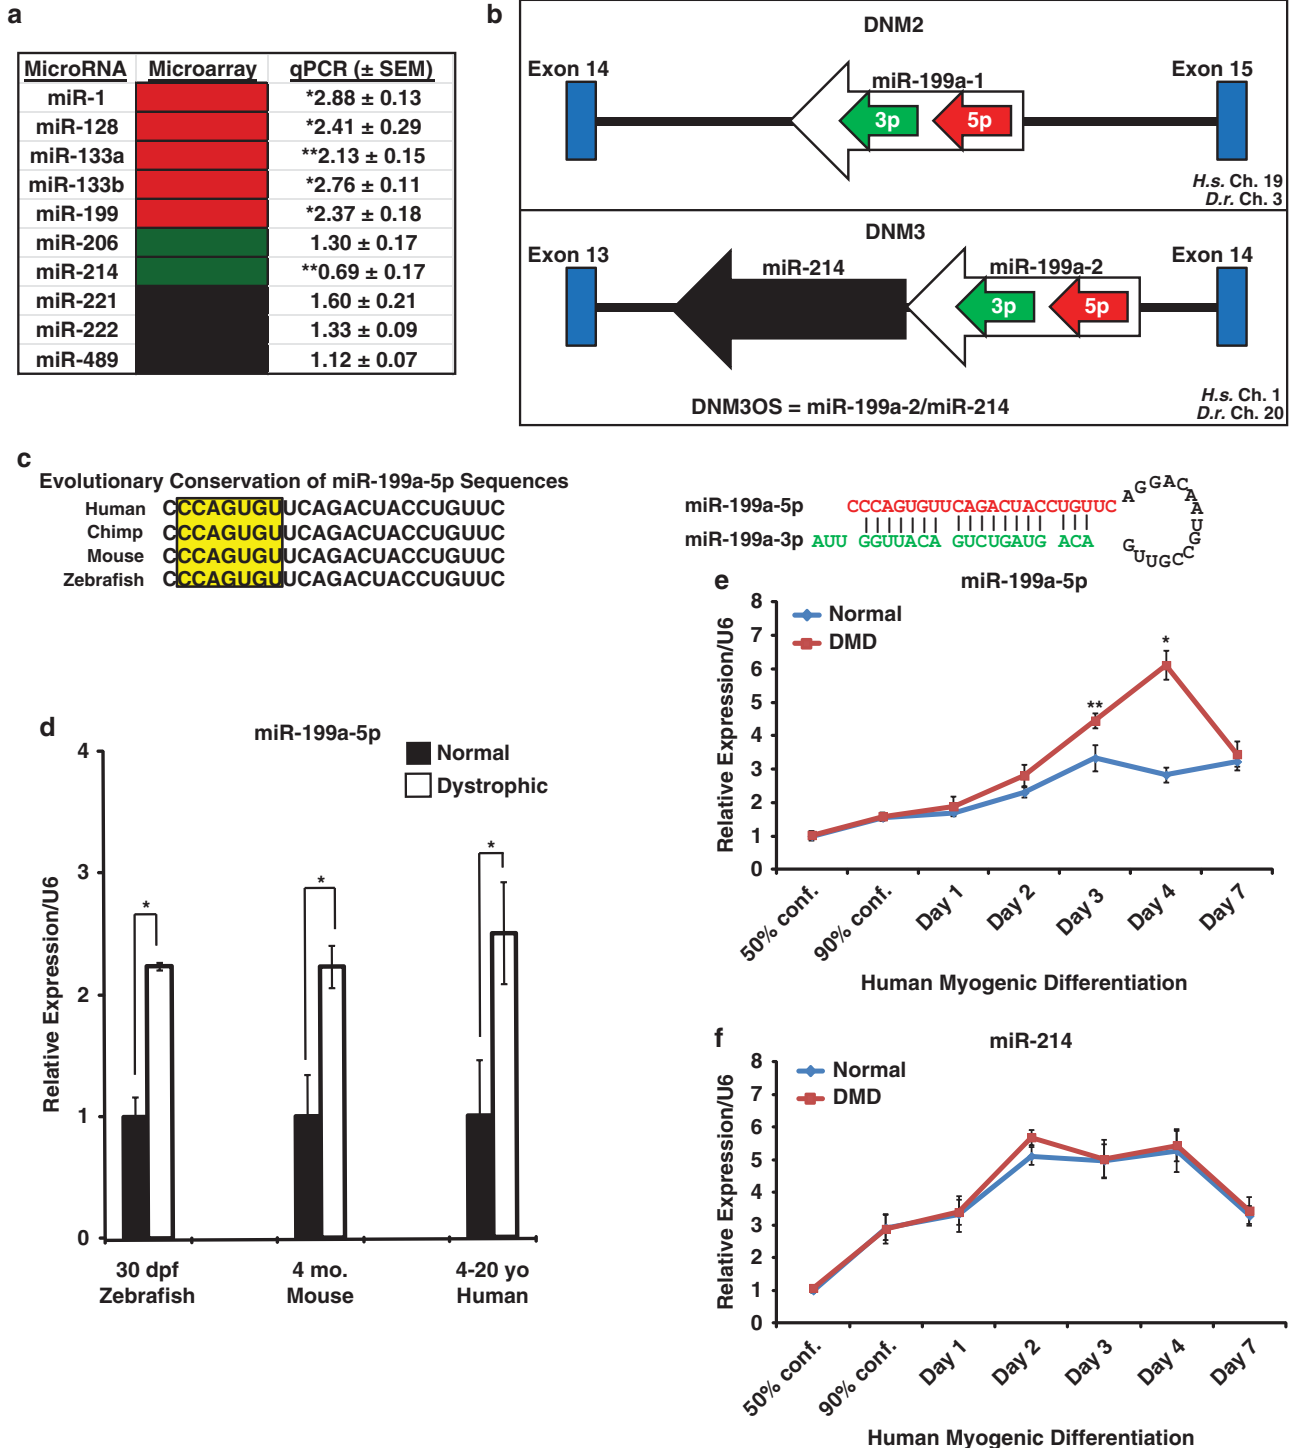 a
MicroRNA Microarray qPCR (± SEM)
miR-1 *2.88 ± 0.13
miR-128 *2.41 ± 0.29
miR-133a **2.13 ± 0.15
miR-133b *2.76 ± 0.11
miR-199 *2.37 ± 0.18
miR-206 1.30 ± 0.17
miR-214 **0.69 ± 0.17
miR-221 1.60 ± 0.21
miR-222 1.33 ± 0.09
miR-489 1.12 ± 0.07
b
DNM2
Exon 14 miR-199a-1 Exon 15
3p 5p
H.s. Ch. 19
D.r. Ch. 3
DNM3
Exon 13 miR-214 miR-199a-2 Exon 14
3p 5p
DNM3OS = miR-199a-2/miR-214
H.s. Ch. 1
D.r. Ch. 20
c
Evolutionary Conservation of miR-199a-5p Sequences
Human CCCAGUGUUCAGACUACCUGUUC
Chimp CCCAGUGUUCAGACUACCUGUUC
Mouse CCCAGUGUUCAGACUACCUGUUC
Zebrafish CCCAGUGUUCAGACUACCUGUUC
miR-199a-5p CCCAGUGUUCAGACUACCUGUUC
AGGACAAUGCCGUUG
miR-199a-3p AUU GGUUACA GUCUGAUG ACA
d
miR-199a-5p
Normal
Dystrophic
Relative Expression/U6
4
3
2
1
0
*
*
*
30 dpf Zebrafish
4 mo. Mouse
4-20 yo Human
e
miR-199a-5p
Normal
DMD
Relative Expression/U6
8
7
6
5
4
3
2
1
0
**
*
50% conf.
90% conf.
Day 1
Day 2
Day 3
Day 4
Day 7
Human Myogenic Differentiation
f
miR-214
Normal
DMD
Relative Expression/U6
8
7
6
5
4
3
2
1
0
50% conf.
90% conf.
Day 1
Day 2
Day 3
Day 4
Day 7
Human Myogenic Differentiation